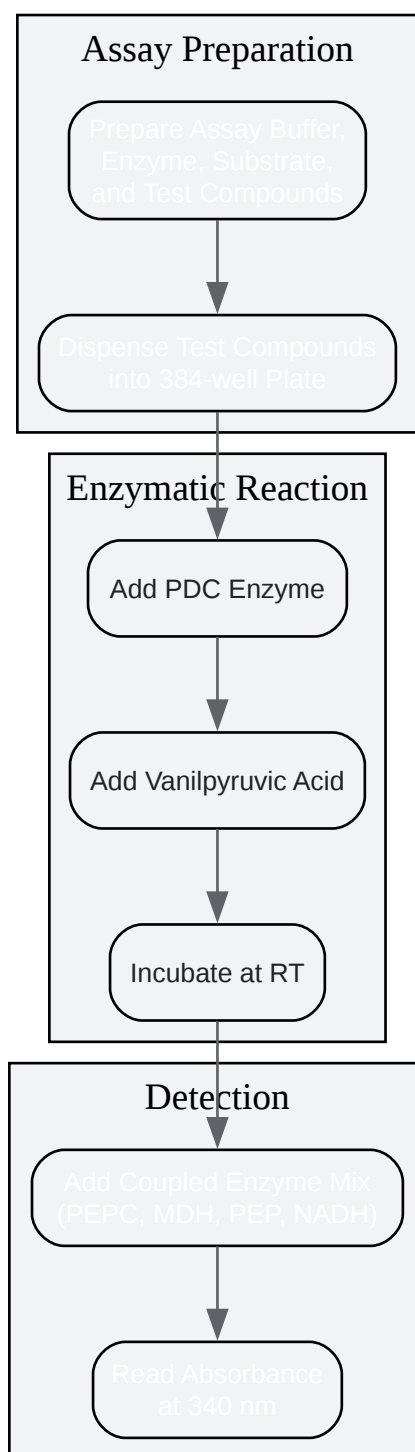 Assay Preparation
Prepare Assay Buffer,
Enzyme, Substrate,
and Test Compounds
Dispense Test Compounds
into 384-well Plate
Enzymatic Reaction
Add PDC Enzyme
Add Vanilpyruvic Acid
Incubate at RT
Detection
Add Coupled Enzyme Mix
(PEPC, MDH, PEP, NADH)
Read Absorbance
at 340 nm